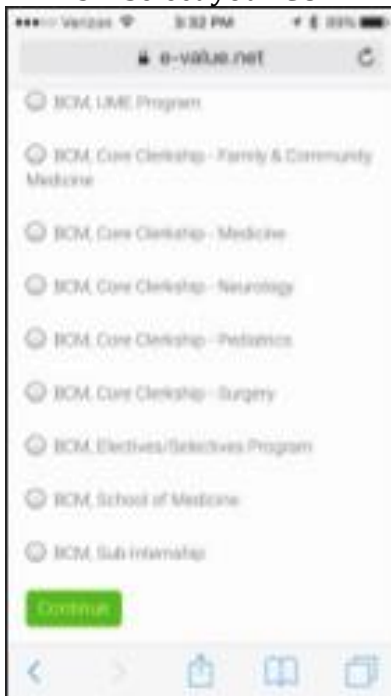 Verizon 3:32 PM
e-value.net
BCM, UME Program
BCM, Core Clerkship - Family & Community
Medicine
BCM, Core Clerkship - Medicine
BCM, Core Clerkship - Neurology
BCM, Core Clerkship - Pediatrics
BCM, Core Clerkship - Surgery
BCM, Electives/Selectives Program
BCM, School of Medicine
BCM, Sub Internship
Continue